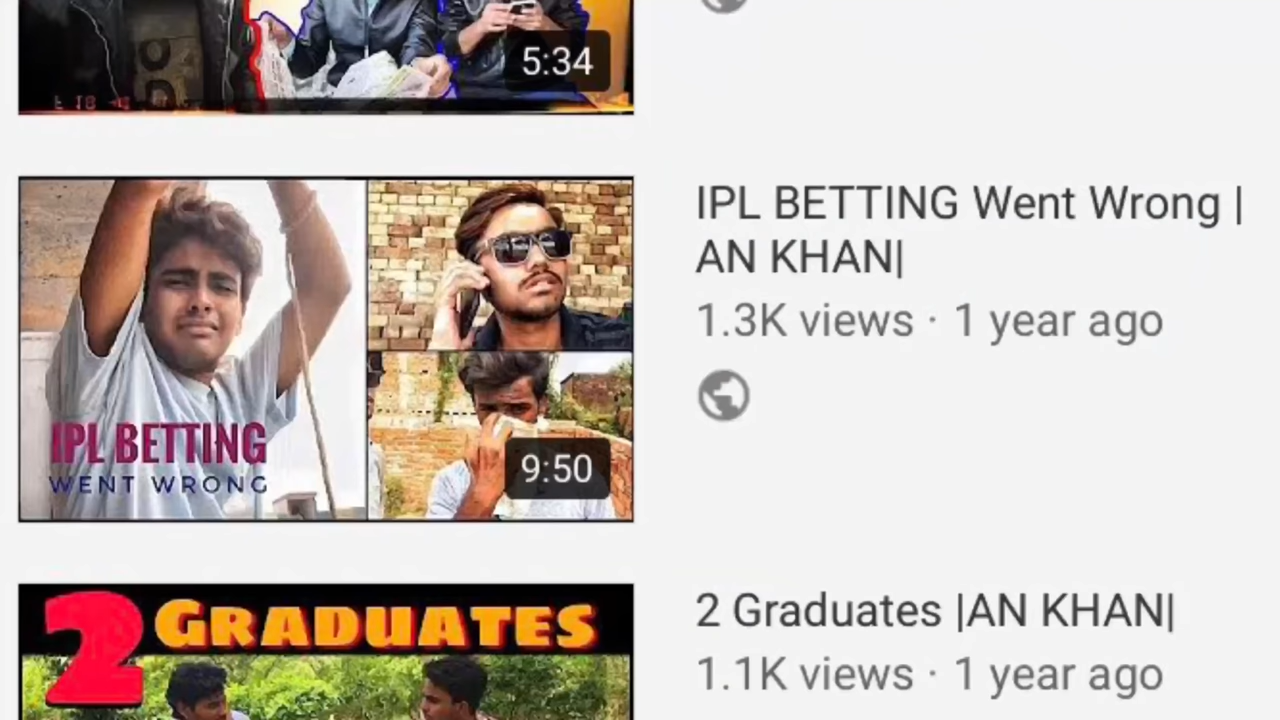 5:34
IPL BETTING Went Wrong |
AN KHAN|
1.3K views · 1 year ago
IPL BETTING
WENT WRONG
9:50
2 GRADUATES
2 Graduates |AN KHAN|
1.1K views · 1 year ago